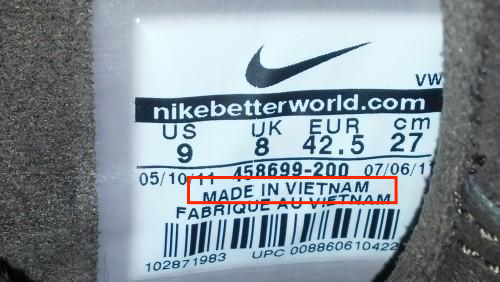 VW
nikebetterworld.com
US UK EUR cm
9 8 42.5 27
05/10/11 458699-200 07/06/11
MADE IN VIETNAM
FABRIQUE AU VIETNAM
102871983 UPC 008860610422